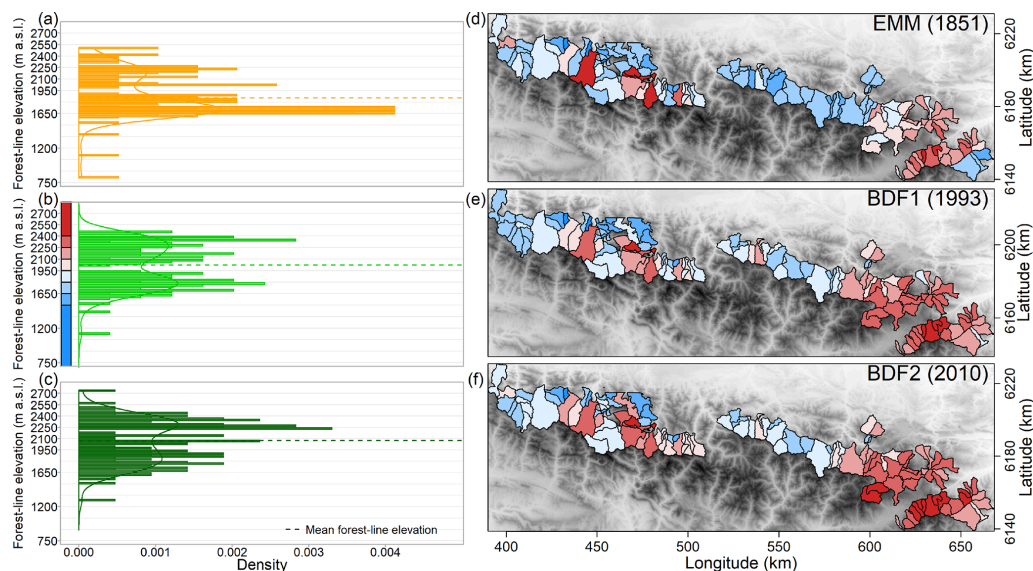 (a)
Forest-line elevation (m a.s.l.)
2700
2550
2400
2250
2100
1950
1650
1200
750
(b)
Forest-line elevation (m a.s.l.)
2700
2550
2400
2250
2100
1950
1650
1200
750
(c)
Forest-line elevation (m a.s.l.)
2700
2550
2400
2250
2100
1950
1650
1200
750
Mean forest-line elevation
0.000 0.001 0.002 0.003 0.004
Density
(d)
EMM (1851)
6220
6180
6140
Latitude (km)
(e)
BDF1 (1993)
6200
6160
Latitude (km)
(f)
BDF2 (2010)
6220
6180
6140
Latitude (km)
400 450 500 550 600 650
Longitude (km)